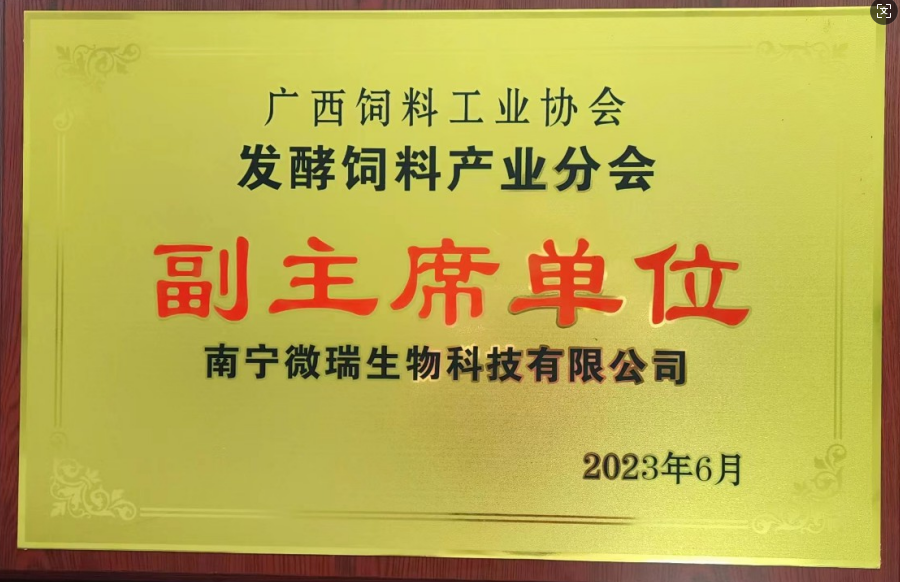 广西饲料工业协会
发酵饲料产业分会
副主席单位
南宁微瑞生物科技有限公司
2023年6月